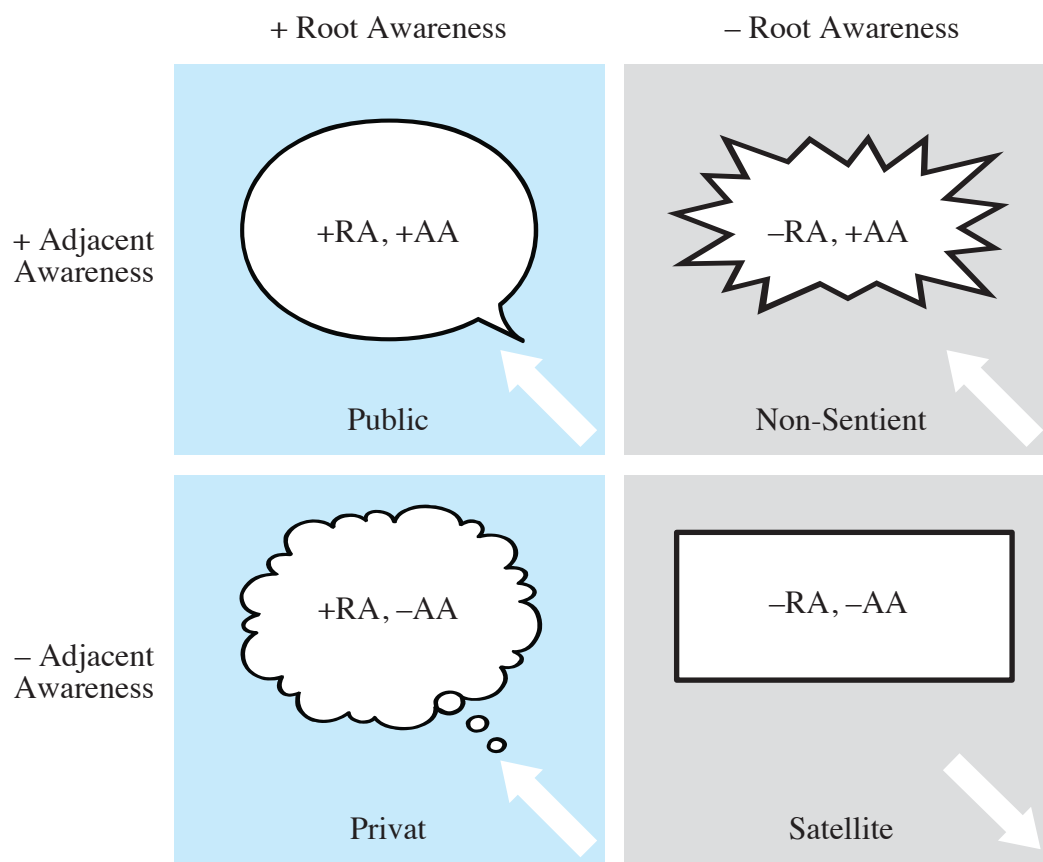 + Root Awareness
– Root Awareness
+ Adjacent
Awareness
+RA, +AA
–RA, +AA
Public
Non-Sentient
– Adjacent
Awareness
+RA, –AA
–RA, –AA
Privat
Satellite